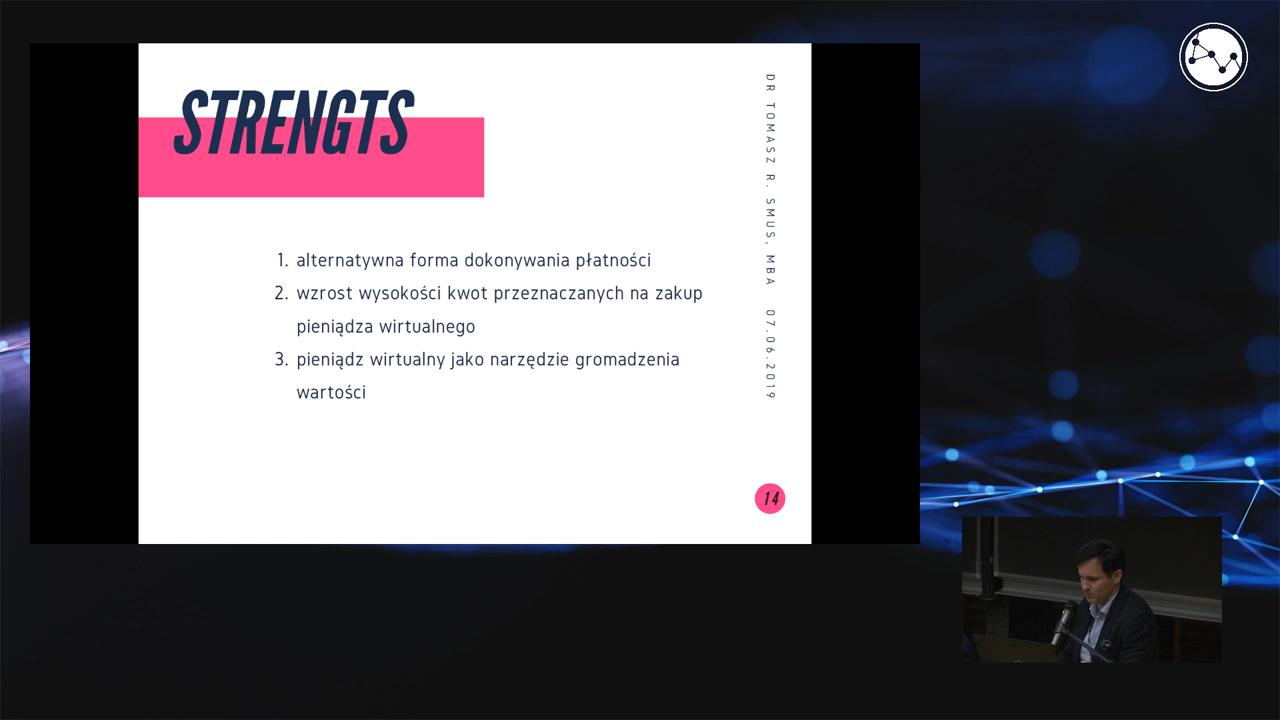 STRENGTS
1. alternatywna forma dokonywania płatności
2. wzrost wysokości kwot przeznaczanych na zakup
pieniądza wirtualnego
3. pieniądz wirtualny jako narzędzie gromadzenia
wartości
DR TOMASZ R. SMUS, MBA 07.06.2019
14